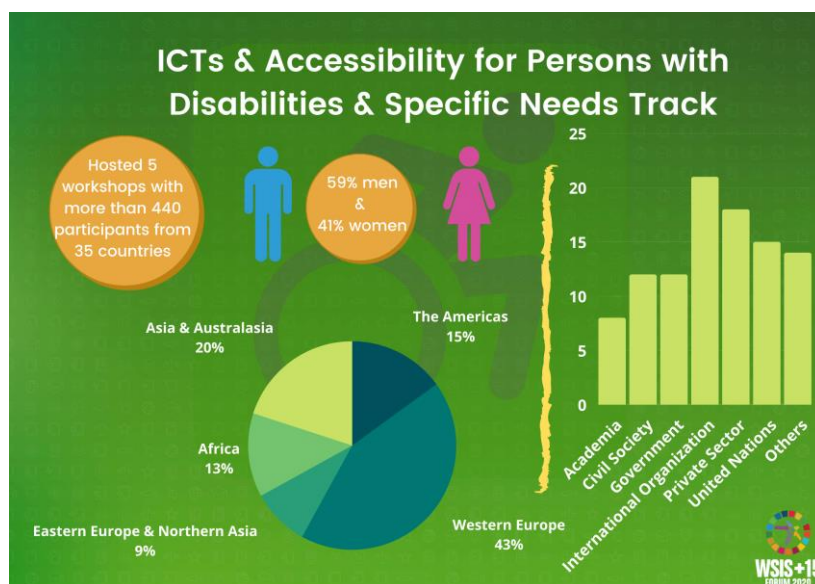 ICTs & Accessibility for Persons with
Disabilities & Specific Needs Track
Hosted 5
workshops with
more than 440
participants from
35 countries
59% men
&
41% women
Asia & Australasia
20%
The Americas
15%
Africa
13%
Eastern Europe & Northern Asia
9%
Western Europe
43%
25
20
15
10
5
0
Academia
Civil Society
Government
International Organization
Private Sector
United Nations
Others
WSIS+15
FORUM 2020